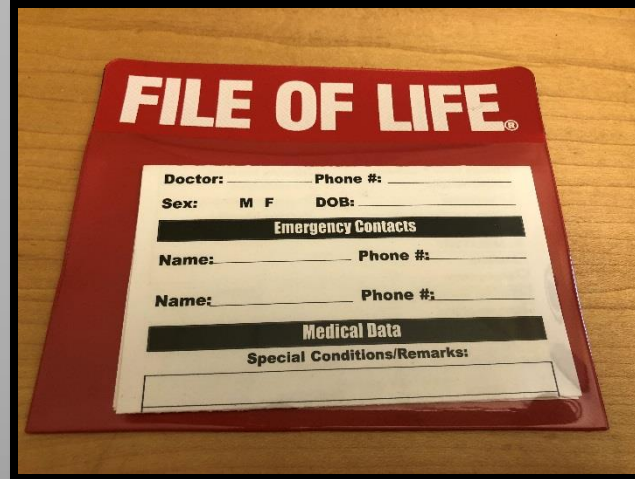 FILE OF LIFE®
Doctor: Phone #:
Sex: M F DOB:
Emergency Contacts
Name: Phone #:
Name: Phone #:
Medical Data
Special Conditions/Remarks: